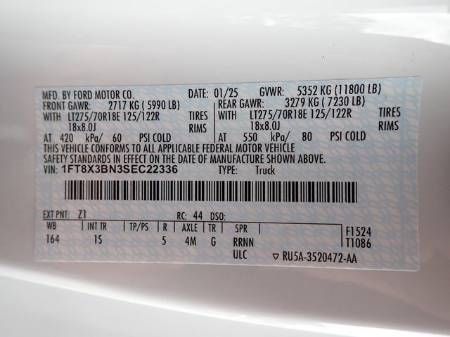 MFD. BY FORD MOTOR CO. 01/25 GVWR: 5352 KG (11800 LB)
FRONT GAWR: 2717 KG (5990 LB) REAR GAWR: 3279 KG (7230 LB)
WITH LT275/70R18E 125/122R TIRES WITH LT275/70R18E 125/122R TIRES
18x8.0J RIMS 18x8.0J RIMS
AT 420 kPa/ 60 PSI COLD AT 550 kPa/ 80 PSI COLD
THIS VEHICLE CONFORMS TO ALL APPLICABLE FEDERAL MOTOR VEHICLE
SAFETY STANDARDS IN EFFECT ON THE DATE OF MANUFACTURE SHOWN ABOVE.
VIN: 1FT8X3BN3SEC22336 TYPE: Truck
EXT PNT: Z1 RC: 44 DSO:
WB INT TR TP/PS R AXLE TR SPR F1524
164 1S 5 4M G RRNN T1086
ULC ▽ RU5A-3520472-AA